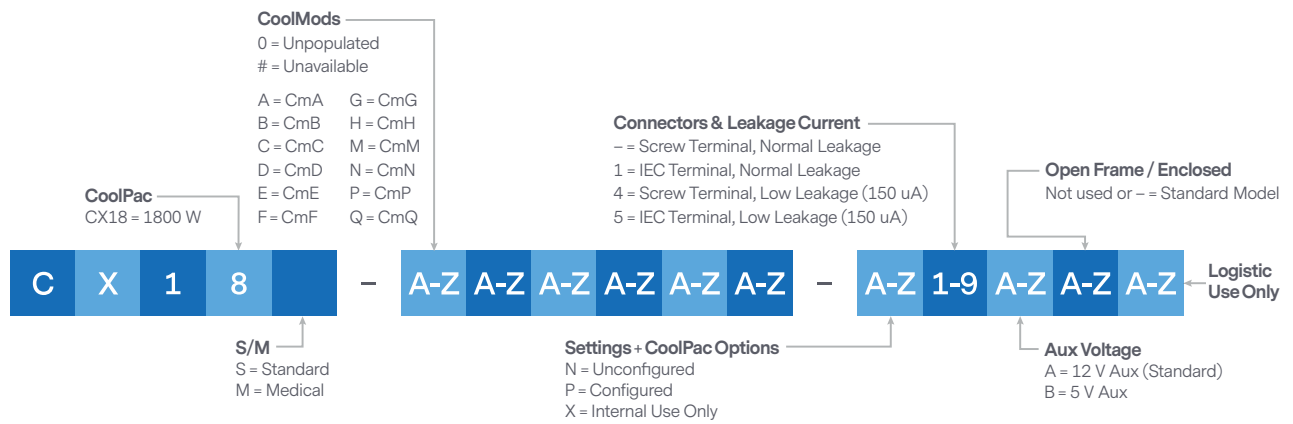 CoolMods
0 = Unpopulated
# = Unavailable
A = CmA G = CmG
B = CmB H = CmH
C = CmC M = CmM
D = CmD N = CmN
E = CmE P = CmP
F = CmF Q = CmQ
Connectors & Leakage Current
– = Screw Terminal, Normal Leakage
1 = IEC Terminal, Normal Leakage
4 = Screw Terminal, Low Leakage (150 uA)
5 = IEC Terminal, Low Leakage (150 uA)
Open Frame / Enclosed
Not used or – = Standard Model
CoolPac
CX18 = 1800 W
C X 1 8 – A-Z A-Z A-Z A-Z A-Z A-Z – A-Z 1-9 A-Z A-Z A-Z
Logistic
Use Only
S/M
S = Standard
M = Medical
Settings + CoolPac Options
N = Unconfigured
P = Configured
X = Internal Use Only
Aux Voltage
A = 12 V Aux (Standard)
B = 5 V Aux